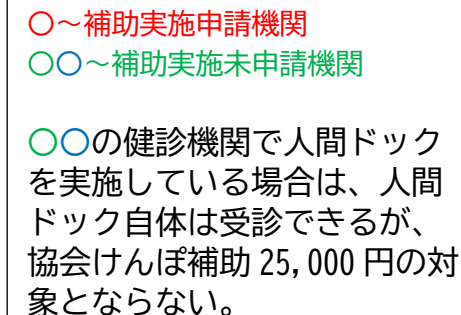 〇～補助実施申請機関
〇〇～補助実施未申請機関
〇〇の健診機関で人間ドック
を実施している場合は、人間
ドック自体は受診できるが、
協会けんぽ補助 25,000 円の対
象とならない。